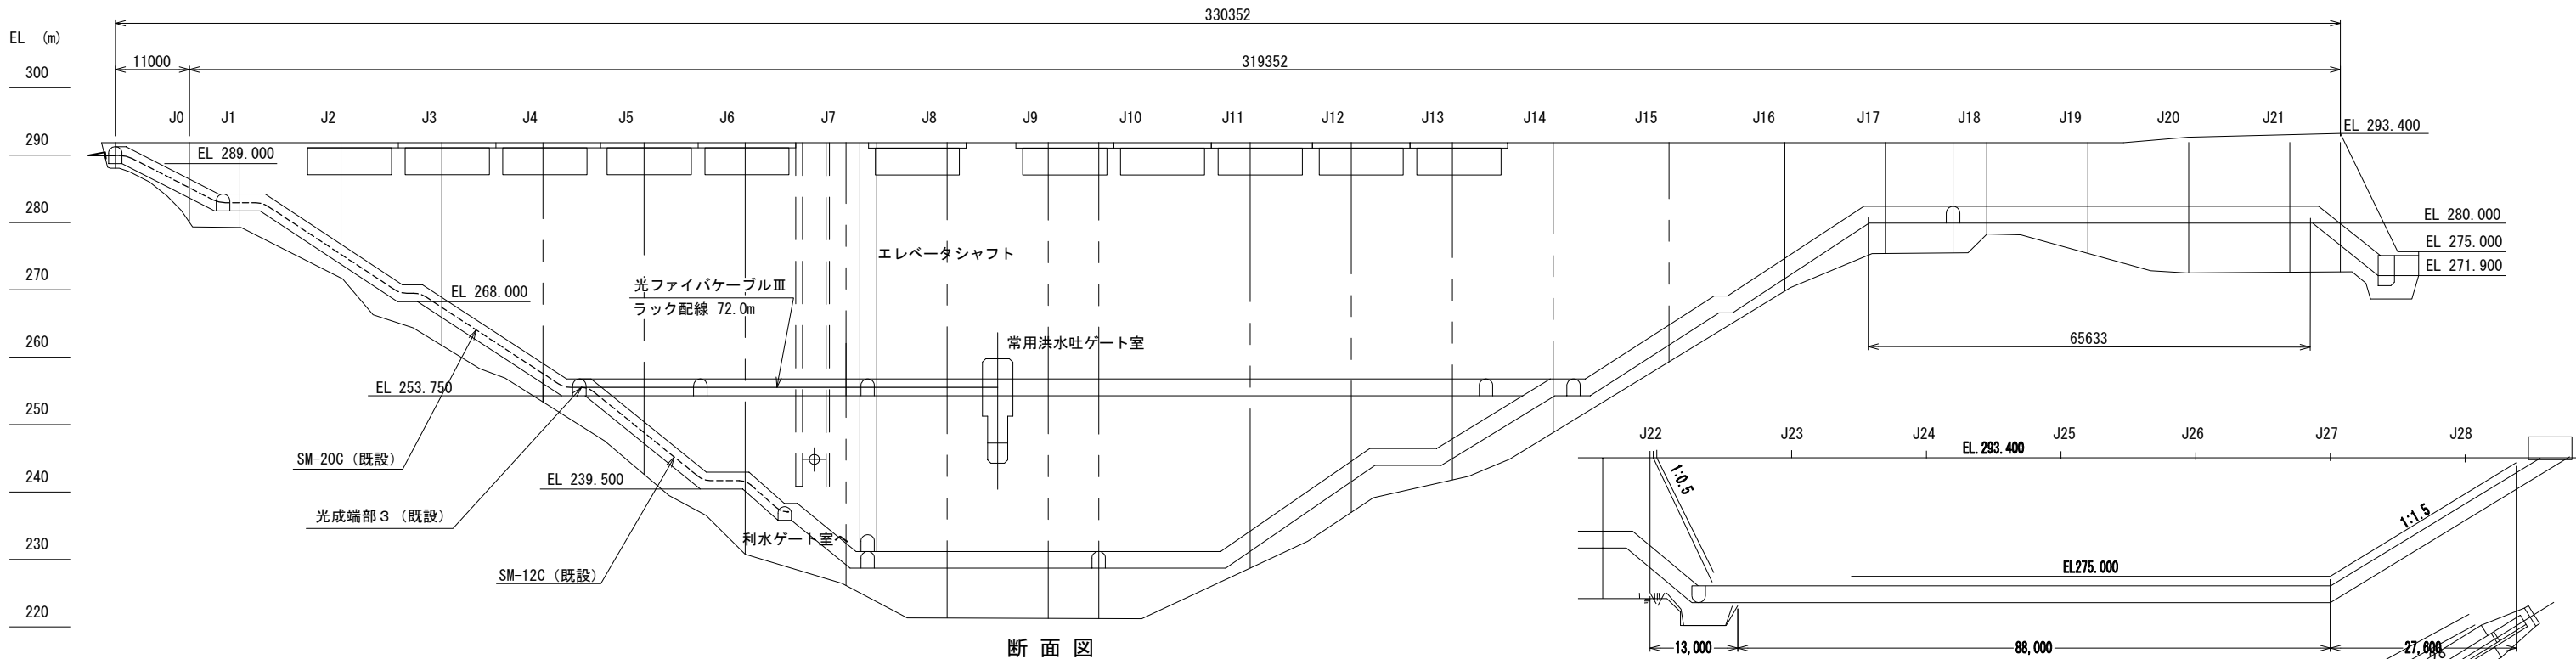 330352
EL (m)
11000
319352
300
J0 J1 J2 J3 J4 J5 J6 J7 J8 J9 J10 J11 J12 J13 J14 J15 J16 J17 J18 J19 J20 J21
EL 293.400
290
EL 289.000
280
EL 280.000
エレベータシャフト
EL 275.000
270
EL 271.900
光ファイバケーブルⅢ
EL 268.000
ラック配線 72.0m
260
常用洪水吐ゲート室
65633
EL 253.750
250
J22 J23 J24 J25 J26 J27 J28
EL.293.400
SM-20C (既設)
240
EL 239.500
1:0.5
1:1.5
光成端部3 (既設)
230
利水ゲート室へ
SM-12C (既設)
EL275.000
220
断面図
13,000
88,000
27,600